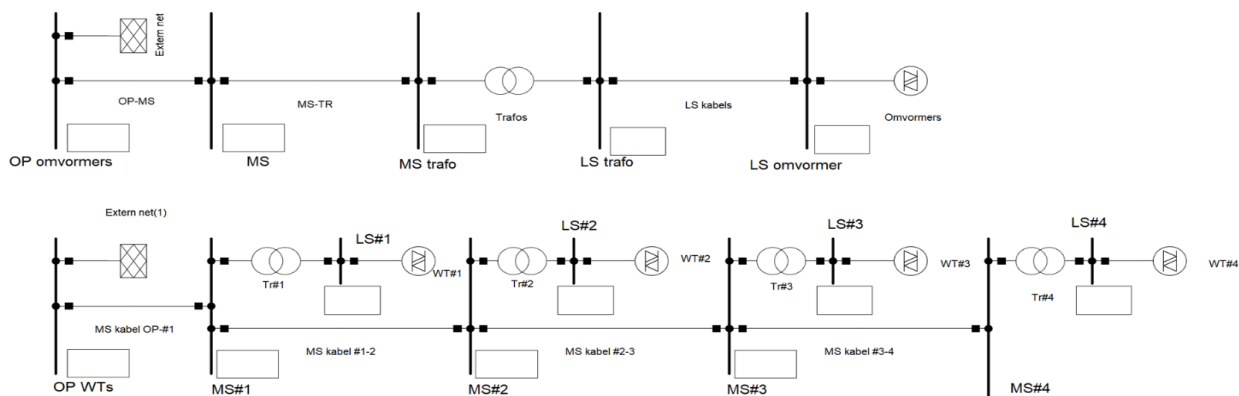 Extern net
OP-MS
MS-TR
Trafos
LS kabels
Omvormers
OP omvormers
MS
MS trafo
LS trafo
LS omvormer
Extern net(1)
LS#1
LS#2
LS#3
LS#4
WT#1
WT#2
WT#3
WT#4
Tr#1
Tr#2
Tr#3
Tr#4
MS kabel OP-#1
MS kabel #1-2
MS kabel #2-3
MS kabel #3-4
OP WTs
MS#1
MS#2
MS#3
MS#4